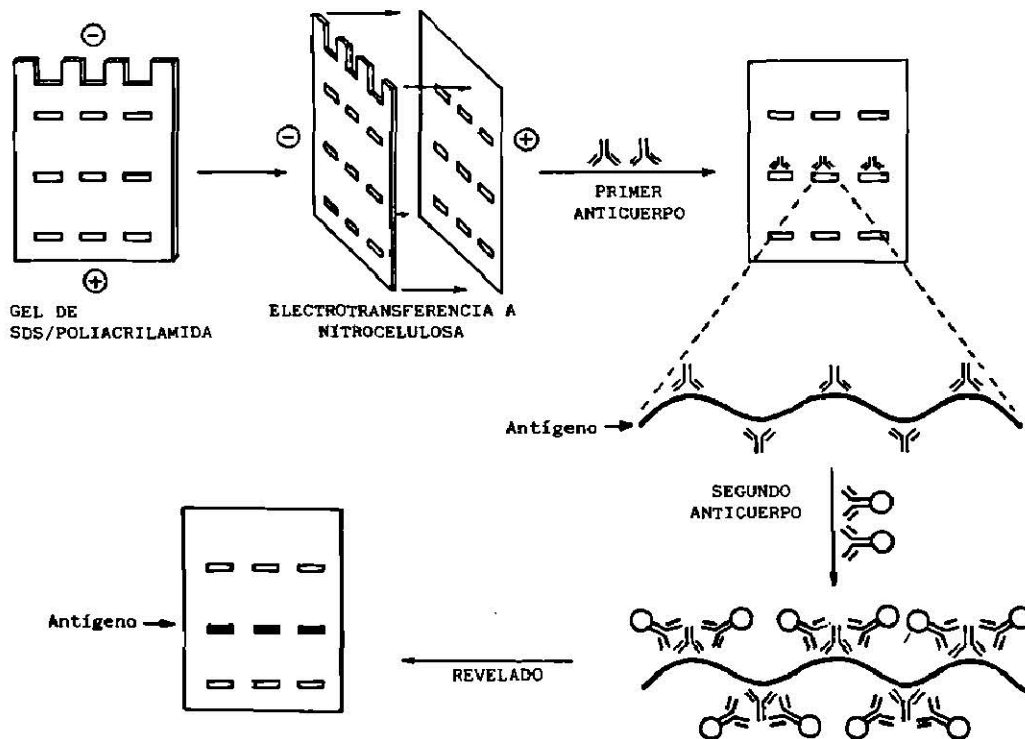 GEL DE
SDS/POLIACRILAMIDA
ELECTROTRANSFERENCIA A
NITROCELULOSA
PRIMER
ANTICUERPO
Antígeno
SEGUNDO
ANTICUERPO
Antígeno
REVELADO